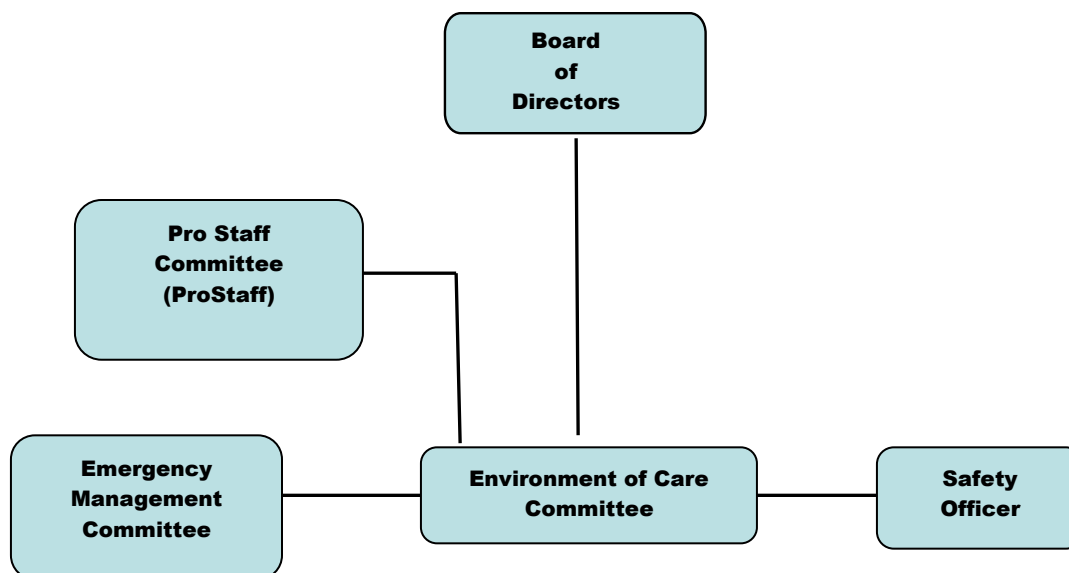 Board
of
Directors
Pro Staff
Committee
(ProStaff)
Emergency
Management
Committee
Environment of Care
Committee
Safety
Officer